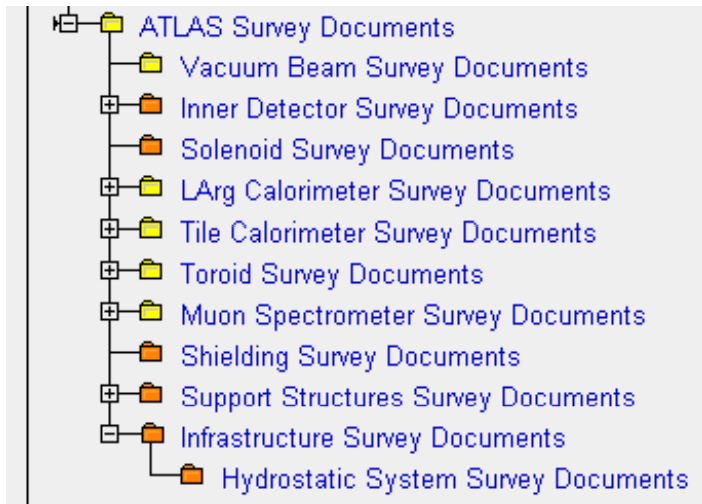 ATLAS Survey Documents
Vacuum Beam Survey Documents
Inner Detector Survey Documents
Solenoid Survey Documents
LArg Calorimeter Survey Documents
Tile Calorimeter Survey Documents
Toroid Survey Documents
Muon Spectrometer Survey Documents
Shielding Survey Documents
Support Structures Survey Documents
Infrastructure Survey Documents
Hydrostatic System Survey Documents